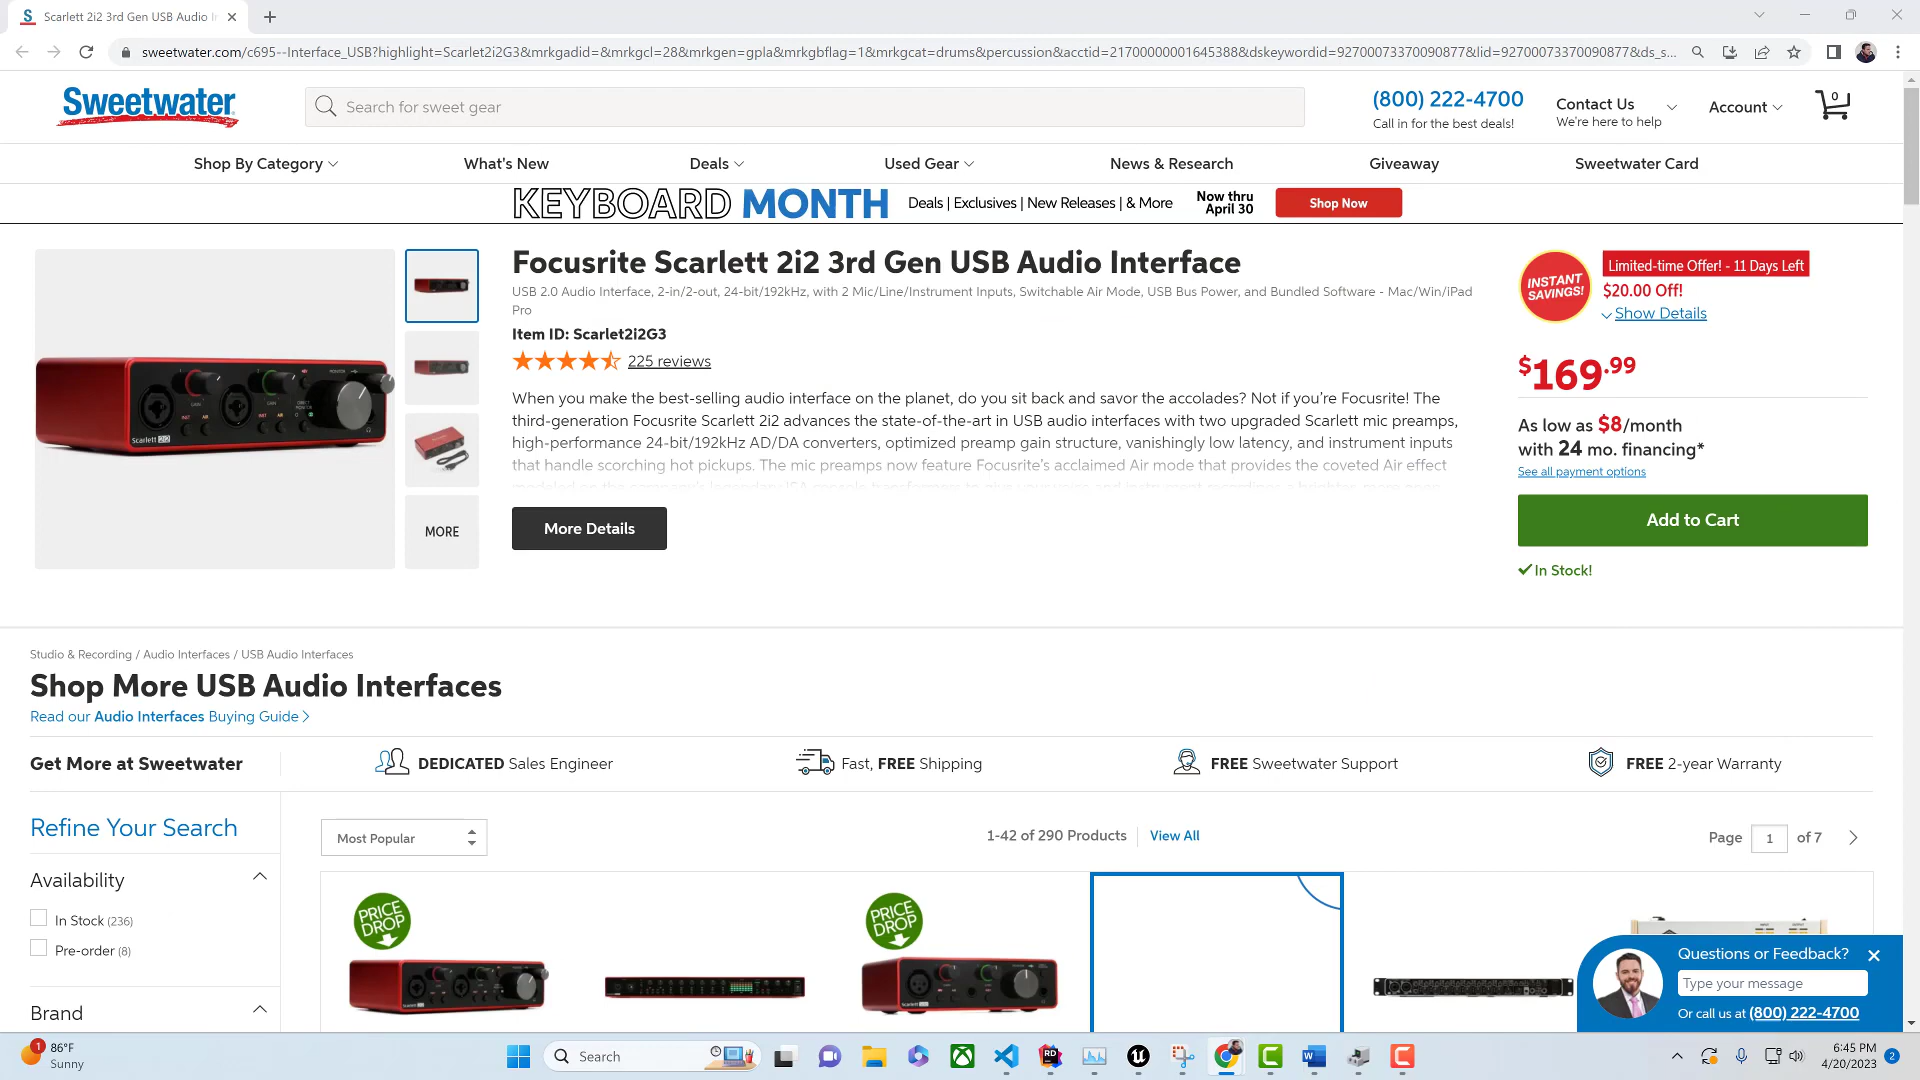 Scarlett 2i2 3rd Gen USB Audio
sweetwater.com/c695--Interface_USB?highlight=Scarlet2i2G3&mrkgadid=&mrkgcl=28&mrkgen=gpla&mrkgbflag=1&mrkgcat=drums&percussion&acctid=21700000001645388&dskeywordid=92700073370090877&lid=92700073370090877&ds_s...
Sweetwater
Search for sweet gear
(800) 222-4700
Call in for the best deals!
Contact Us
We're here to help
Account
0
Shop By Category
What's New
Deals
Used Gear
News & Research
Giveaway
Sweetwater Card
KEYBOARD MONTH
Deals | Exclusives | New Releases | & More
Now thru
April 30
Shop Now
Focusrite Scarlett 2i2 3rd Gen USB Audio Interface
USB 2.0 Audio Interface, 2-in/2-out, 24-bit/192kHz, with 2 Mic/Line/Instrument Inputs, Switchable Air Mode, USB Bus Power, and Bundled Software - Mac/Win/iPad
Pro
Item ID: Scarlet2i2G3
225 reviews
When you make the best-selling audio interface on the planet, do you sit back and savor the accolades? Not if you're Focusrite! The
third-generation Focusrite Scarlett 2i2 advances the state-of-the-art in USB audio interfaces with two upgraded Scarlett mic preamps,
high-performance 24-bit/192kHz AD/DA converters, optimized preamp gain structure, vanishingly low latency, and instrument inputs
that handle scorching hot pickups. The mic preamps now feature Focusrite's acclaimed Air mode that provides the coveted Air effect
More Details
MORE
Scarlett 2i2
INSTANT
SAVINGS!
Limited-time Offer! - 11 Days Left
$20.00 Off!
Show Details
$169.99
As low as $8/month
with 24 mo. financing*
See all payment options
Add to Cart
In Stock!
Studio & Recording / Audio Interfaces / USB Audio Interfaces
Shop More USB Audio Interfaces
Read our Audio Interfaces Buying Guide
Get More at Sweetwater
DEDICATED Sales Engineer
Fast, FREE Shipping
FREE Sweetwater Support
FREE 2-year Warranty
Refine Your Search
Most Popular
1-42 of 290 Products
View All
Page 1 of 7
Availability
In Stock (236)
Pre-order (8)
Brand
PRICE
DROP
PRICE
DROP
Questions or Feedback?
Type your message
Or call us at (800) 222-4700
1
86°F
Sunny
Search
6:45 PM
4/20/2023
2